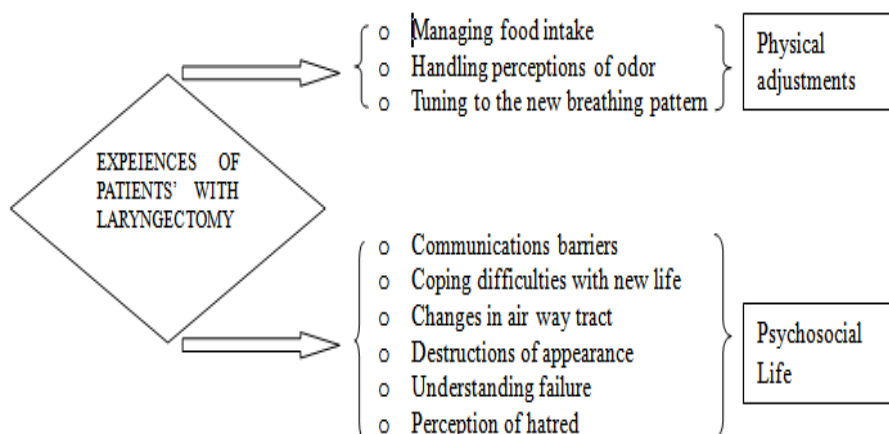 Managing food intake
Handling perceptions of odor
Tuning to the new breathing pattern
Physical
adjustments
EXPEIENCES OF
PATIENTS' WITH
LARYNGECTOMY
Communications barriers
Coping difficulties with new life
Changes in air way tract
Destructions of appearance
Understanding failure
Perception of hatred
Psychosocial
Life